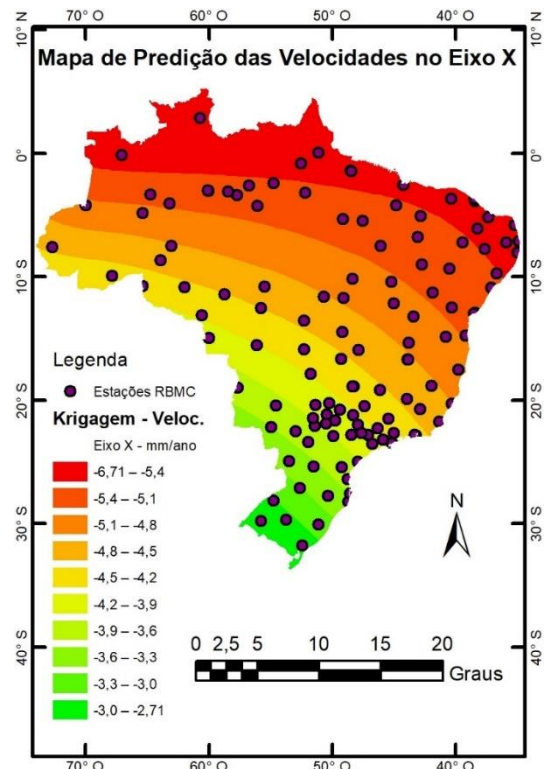 70° O 60° O 50° O 40° O
10° N
Mapa de Predição das Velocidades no Eixo X
0°
10° S
20° S
30° S
40° S
Legenda
Estações RBMC
Krigagem - Veloc.
Eixo X - mm/ano
-6,71 – -5,4
-5,4 – -5,1
-5,1 – -4,8
-4,8 – -4,5
-4,5 – -4,2
-4,2 – -3,9
-3,9 – -3,6
-3,6 – -3,3
-3,3 – -3,0
-3,0 – -2,71
N
0 2,5 5 10 15 20
Graus
10° N
0°
10° S
20° S
30° S
40° S
70° O 60° O 50° O 40° O